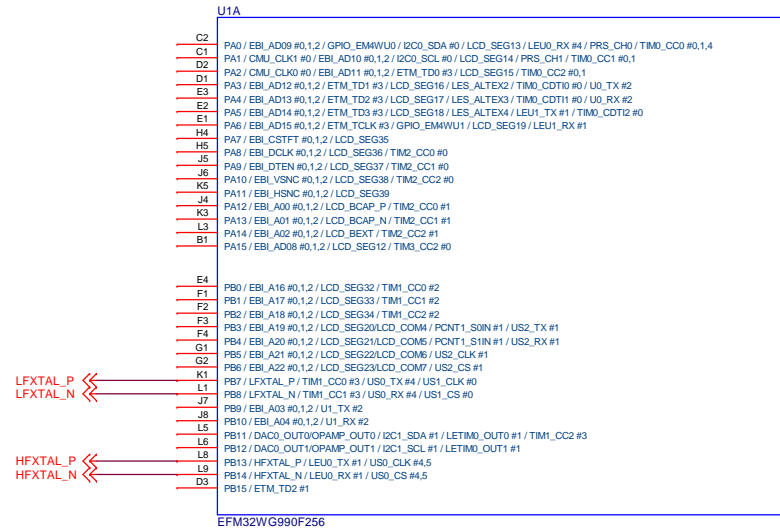 U1A
C2 PA0 / EBI_AD09 #0,1,2 / GPIO_EM4WU0 / I2C0_SDA #0 / LCD_SEG13 / LEU0_RX #4 / PRS_CH0 / TIM0_CC0 #0,1,4
C1 PA1 / CMU_CLK1 #0 / EBI_AD10 #0,1,2 / I2C0_SCL #0 / LCD_SEG14 / PRS_CH1 / TIM0_CC1 #0,1
D2 PA2 / CMU_CLK0 #0 / EBI_AD11 #0,1,2 / ETM_TD0 #3 / LCD_SEG15 / TIM0_CC2 #0,1
D1 PA3 / EBI_AD12 #0,1,2 / ETM_TD1 #3 / LCD_SEG16 / LES_ALTEX2 / TIM0_CDTI0 #0 / U0_TX #2
E3 PA4 / EBI_AD13 #0,1,2 / ETM_TD2 #3 / LCD_SEG17 / LES_ALTEX3 / TIM0_CDTI1 #0 / U0_RX #2
E2 PA5 / EBI_AD14 #0,1,2 / ETM_TD3 #3 / LCD_SEG18 / LES_ALTEX4 / LEU1_TX #1 / TIM0_CDTI2 #0
E1 PA6 / EBI_AD15 #0,1,2 / ETM_TCLK #3 / GPIO_EM4WU1 / LCD_SEG19 / LEU1_RX #1
H4 PA7 / EBI_CSTFT #0,1,2 / LCD_SEG35
H5 PA8 / EBI_DCLK #0,1,2 / LCD_SEG36 / TIM2_CC0 #0
J5 PA9 / EBI_DTEN #0,1,2 / LCD_SEG37 / TIM2_CC1 #0
J6 PA10 / EBI_VSNC #0,1,2 / LCD_SEG38 / TIM2_CC2 #0
K5 PA11 / EBI_HSNC #0,1,2 / LCD_SEG39
J4 PA12 / EBI_A00 #0,1,2 / LCD_BCAP_P / TIM2_CC0 #1
K3 PA13 / EBI_A01 #0,1,2 / LCD_BCAP_N / TIM2_CC1 #1
L3 PA14 / EBI_A02 #0,1,2 / LCD_BEXT / TIM2_CC2 #1
B1 PA15 / EBI_AD08 #0,1,2 / LCD_SEG12 / TIM3_CC2 #0
E4 PB0 / EBI_A16 #0,1,2 / LCD_SEG32 / TIM1_CC0 #2
F1 PB1 / EBI_A17 #0,1,2 / LCD_SEG33 / TIM1_CC1 #2
F2 PB2 / EBI_A18 #0,1,2 / LCD_SEG34 / TIM1_CC2 #2
F3 PB3 / EBI_A19 #0,1,2 / LCD_SEG20/LCD_COM4 / PCNT1_S0IN #1 / US2_TX #1
F4 PB4 / EBI_A20 #0,1,2 / LCD_SEG21/LCD_COM5 / PCNT1_S1IN #1 / US2_RX #1
G1 PB5 / EBI_A21 #0,1,2 / LCD_SEG22/LCD_COM6 / US2_CLK #1
G2 PB6 / EBI_A22 #0,1,2 / LCD_SEG23/LCD_COM7 / US2_CS #1
LFXTAL_P K1 PB7 / LFXTAL_P / TIM1_CC0 #3 / US0_TX #4 / US1_CLK #0
LFXTAL_N L1 PB8 / LFXTAL_N / TIM1_CC1 #3 / US0_RX #4 / US1_CS #0
J7 PB9 / EBI_A03 #0,1,2 / U1_TX #2
J8 PB10 / EBI_A04 #0,1,2 / U1_RX #2
L5 PB11 / DAC0_OUT0/OPAMP_OUT0 / I2C1_SDA #1 / LETIM0_OUT0 #1 / TIM1_CC2 #3
L6 PB12 / DAC0_OUT1/OPAMP_OUT1 / I2C1_SCL #1 / LETIM0_OUT1 #1
HFXTAL_P L8 PB13 / HFXTAL_P / LEU0_TX #1 / US0_CLK #4,5
HFXTAL_N L9 PB14 / HFXTAL_N / LEU0_RX #1 / US0_CS #4,5
D3 PB15 / ETM_TD2 #1
EFM32WG990F256